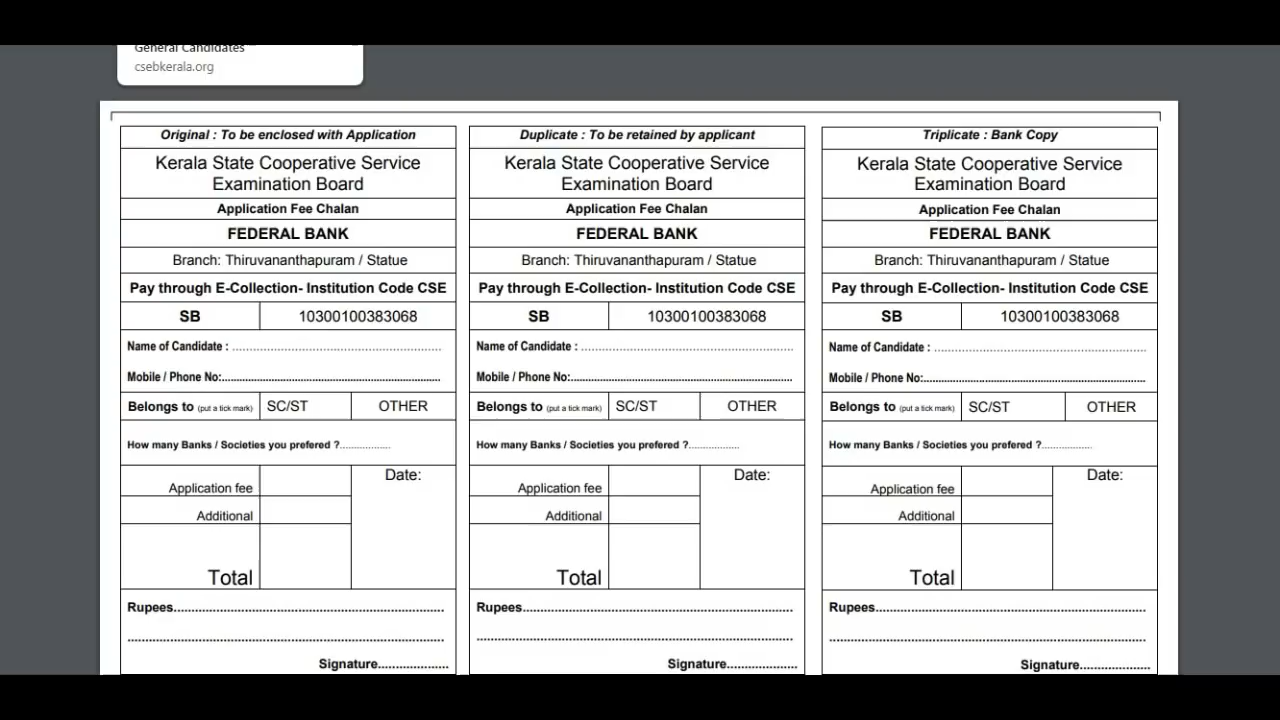 General Candidates
csebkerala.org
Original : To be enclosed with Application
Kerala State Cooperative Service
Examination Board
Application Fee Chalan
FEDERAL BANK
Branch: Thiruvananthapuram / Statue
Pay through E-Collection- Institution Code CSE
SB 10300100383068
Name of Candidate : ............................................................
Mobile / Phone No:............................................................
Belongs to (put a tick mark) SC/ST OTHER
How many Banks / Societies you prefered ?.................
Application fee Date:
Additional
Total
Rupees...........................................................................
.......................................................................................
Signature....................
Duplicate : To be retained by applicant
Kerala State Cooperative Service
Examination Board
Application Fee Chalan
FEDERAL BANK
Branch: Thiruvananthapuram / Statue
Pay through E-Collection- Institution Code CSE
SB 10300100383068
Name of Candidate : ............................................................
Mobile / Phone No:............................................................
Belongs to (put a tick mark) SC/ST OTHER
How many Banks / Societies you prefered ?.................
Application fee Date:
Additional
Total
Rupees...........................................................................
.......................................................................................
Signature....................
Triplicate : Bank Copy
Kerala State Cooperative Service
Examination Board
Application Fee Chalan
FEDERAL BANK
Branch: Thiruvananthapuram / Statue
Pay through E-Collection- Institution Code CSE
SB 10300100383068
Name of Candidate : ............................................................
Mobile / Phone No:............................................................
Belongs to (put a tick mark) SC/ST OTHER
How many Banks / Societies you prefered ?.................
Application fee Date:
Additional
Total
Rupees...........................................................................
.......................................................................................
Signature....................